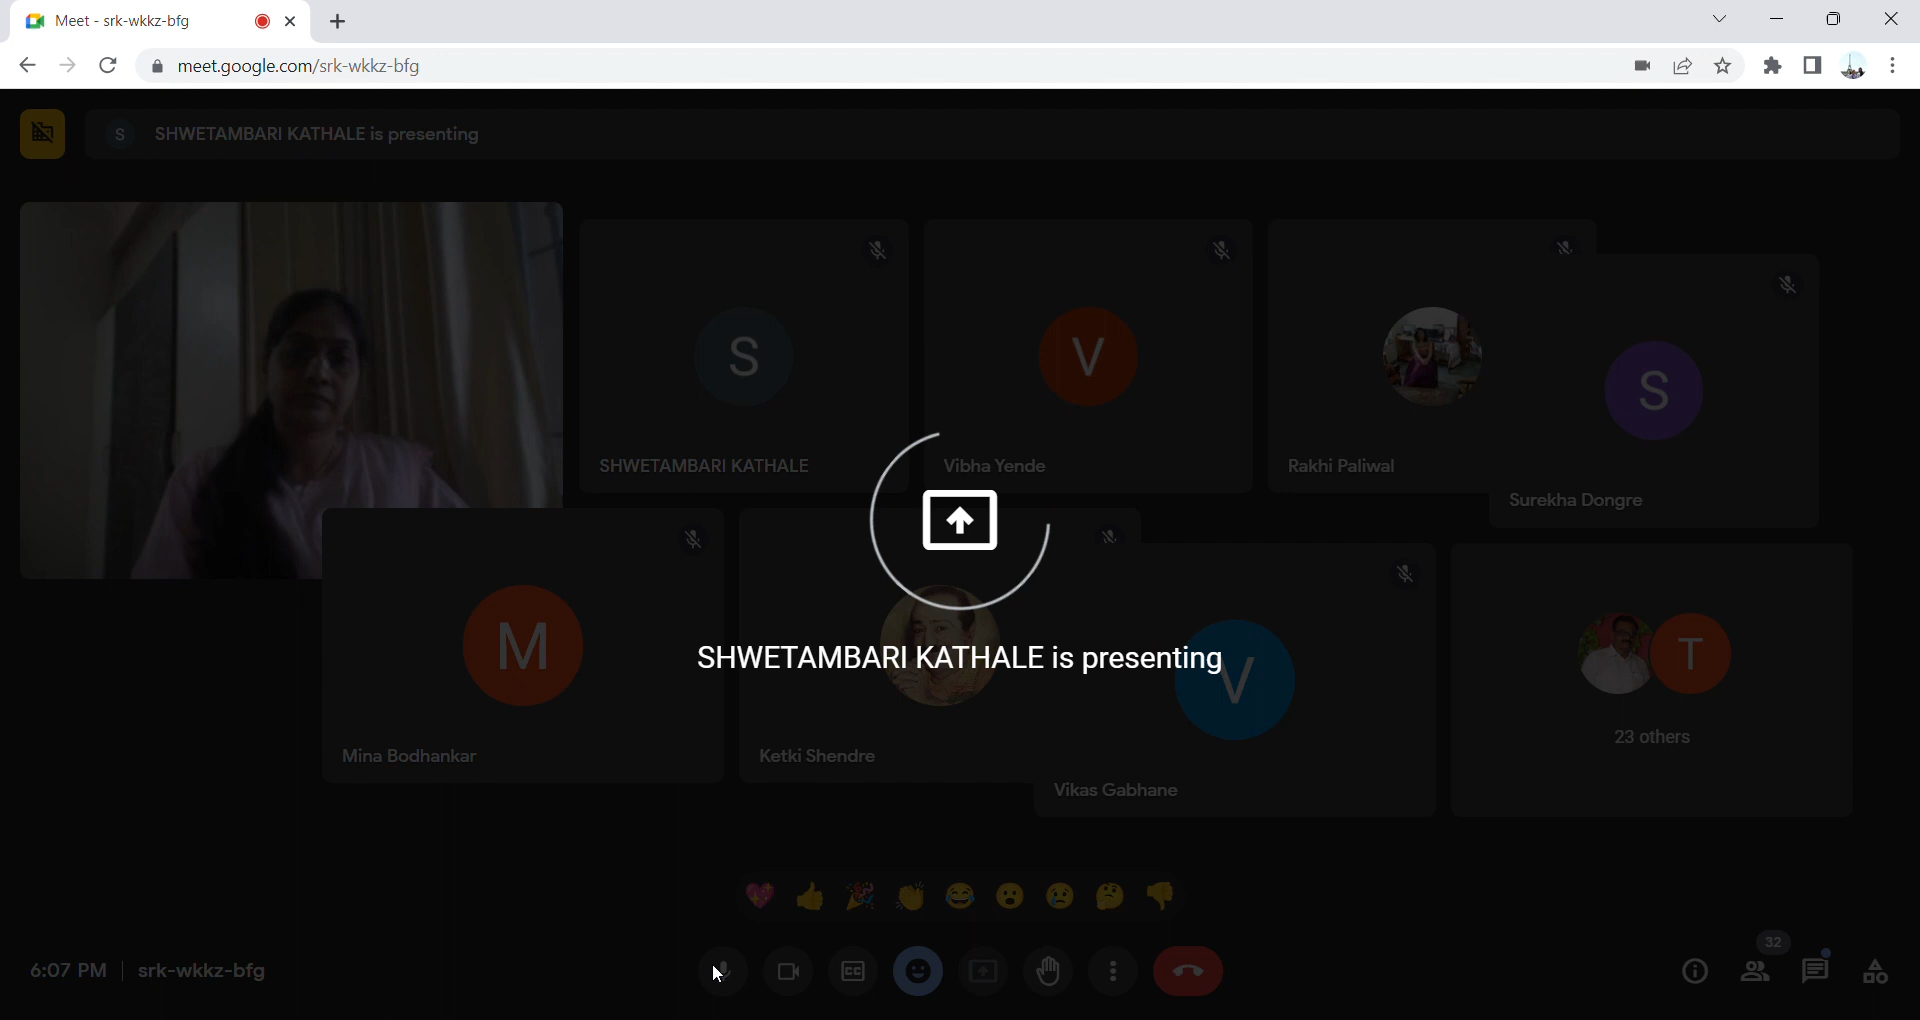 Meet - srk-wkkz-bfg
meet.google.com/srk-wkkz-bfg
S SHWETAMBARI KATHALE is presenting
S
SHWETAMBARI KATHALE
V
Vibha Yende
Rakhi Paliwal
S
Surekha Dongre
SHWETAMBARI KATHALE is presenting
M
Mina Bodhankar
Ketki Shendre
V
Vikas Gabhane
T
23 others
6:07 PM | srk-wkkz-bfg
CC
32